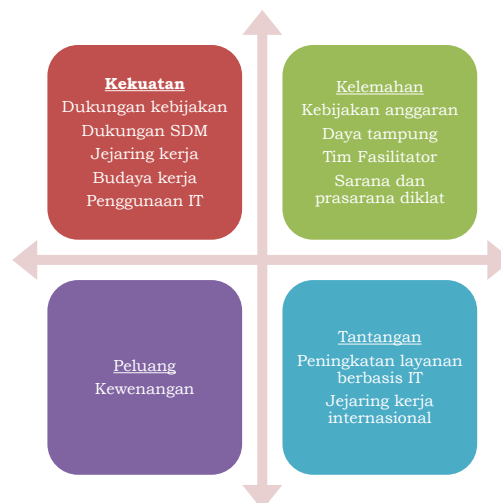 Kekuatan
Dukungan kebijakan
Dukungan SDM
Jejaring kerja
Budaya kerja
Penggunaan IT
Kelemahan
Kebijakan anggaran
Daya tampung
Tim Fasilitator
Sarana dan
prasarana diklat
Peluang
Kewenangan
Tantangan
Peningkatan layanan
berbasis IT
Jejaring kerja
internasional